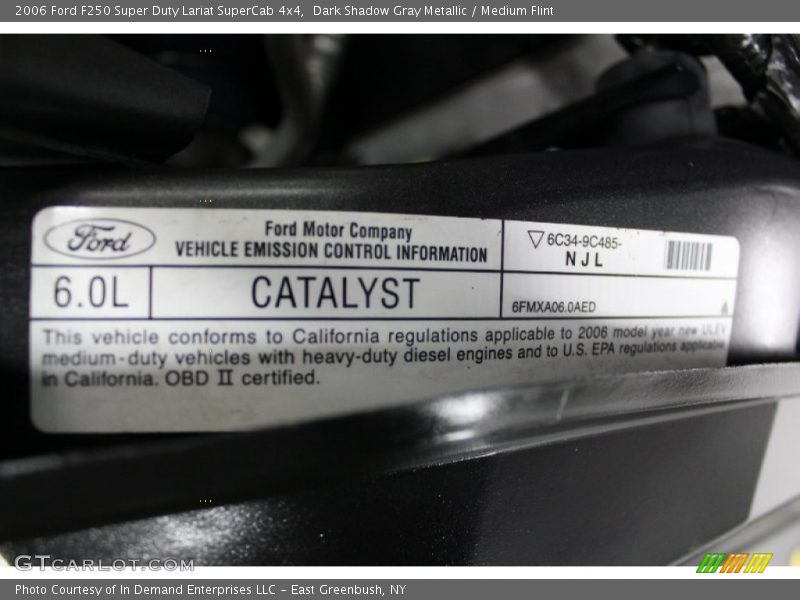 2006 Ford F250 Super Duty Lariat SuperCab 4x4,  Dark Shadow Gray Metallic / Medium Flint
Ford
Ford Motor Company
VEHICLE EMISSION CONTROL INFORMATION
6C34-9C485-
NJL
6.0L
CATALYST
6FMXA06.0AED
This vehicle conforms to California regulations applicable to 2006 model year new ULEV
medium-duty vehicles with heavy-duty diesel engines and to U.S. EPA regulations applicable
in California. OBD II certified.
GTCARLOT.COM
Photo Courtesy of In Demand Enterprises LLC – East Greenbush, NY